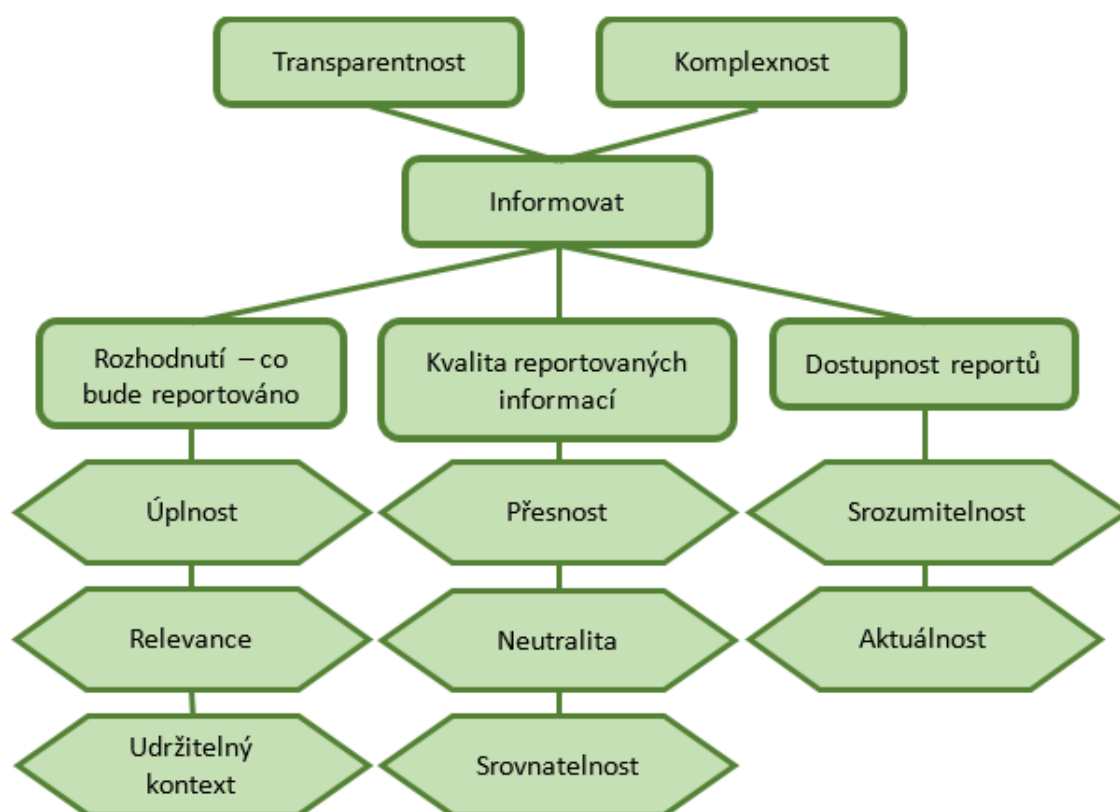 Transparentnost
Komplexnost
Informovat
Rozhodnutí – co
bude reportováno
Kvalita reportovaných
informací
Dostupnost reportů
Úplnost
Přesnost
Srozumitelnost
Relevance
Neutralita
Aktuálnost
Udržitelný
kontext
Srovnatelnost